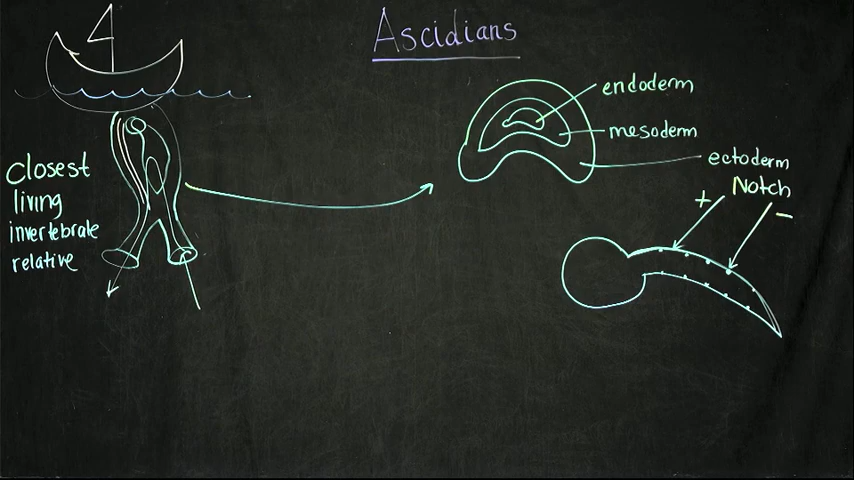 Ascidians
closest
living
invertebrate
relative
endoderm
mesoderm
ectoderm
Notch
+
-